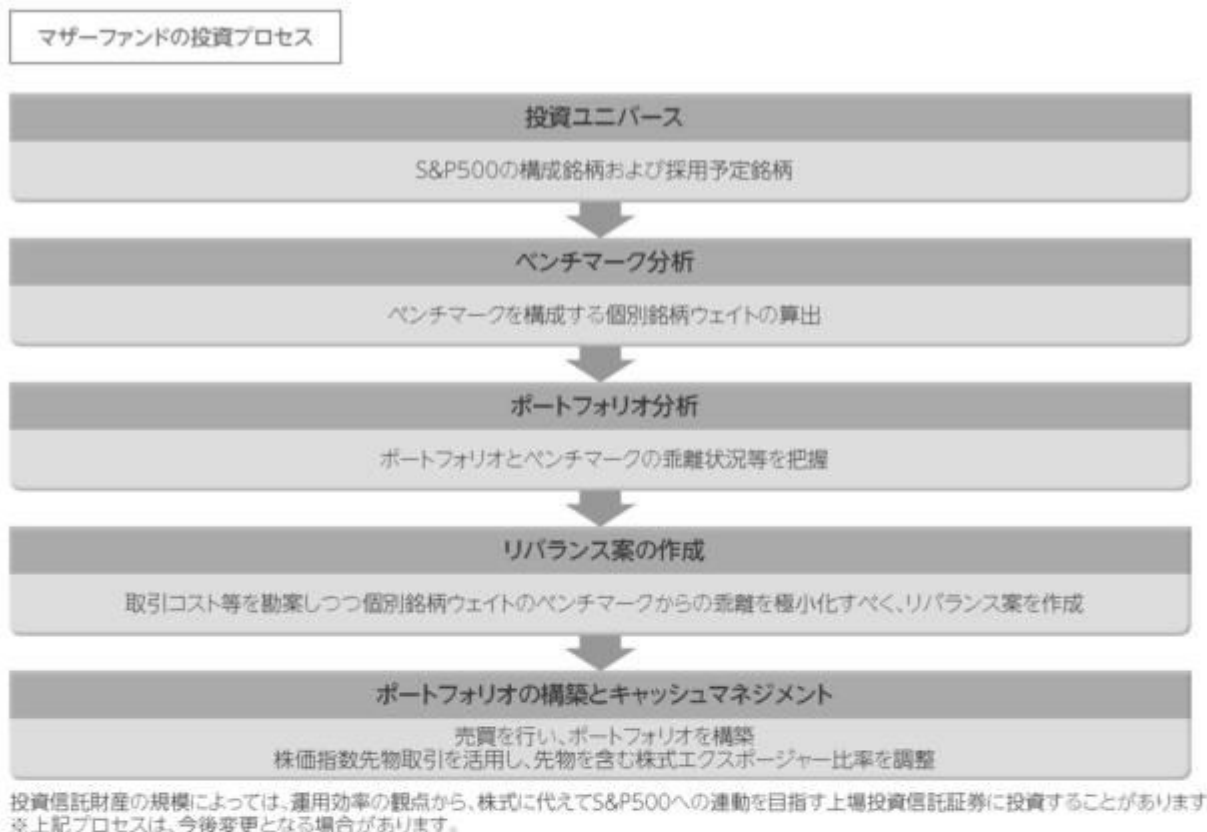 マザーファンドの投資プロセス
投資ユニバース
S&P500の構成銘柄および採用予定銘柄
ベンチマーク分析
ベンチマークを構成する個別銘柄ウェイトの算出
ポートフォリオ分析
ポートフォリオとベンチマークの乖離状況等を把握
リバランス案の作成
取引コスト等を勘案しつつ個別銘柄ウェイトのベンチマークからの乖離を極小化すべく、リバランス案を作成
ポートフォリオの構築とキャッシュマネジメント
売買を行い、ポートフォリオを構築
株価指数先物取引を活用し、先物を含む株式エクスポージャー比率を調整
投資信託財産の規模によっては、運用効率の観点から、株式に代えてS&P500への連動を目指す上場投資信託証券に投資することがあります
※上記プロセスは、今後変更となる場合があります。